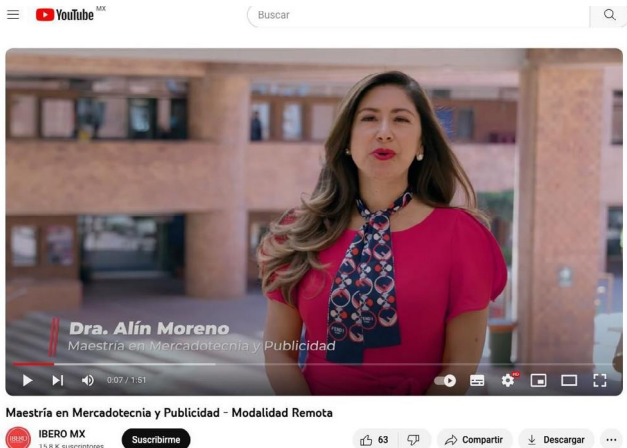 YouTube MX
Buscar
Dra. Alín Moreno
Maestría en Mercadotecnia y Publicidad
0:07 / 1:51
HD
Maestría en Mercadotecnia y Publicidad - Modalidad Remota
IBERO MX
15.8 K suscriptores
Suscribirme
63
Compartir
Descargar